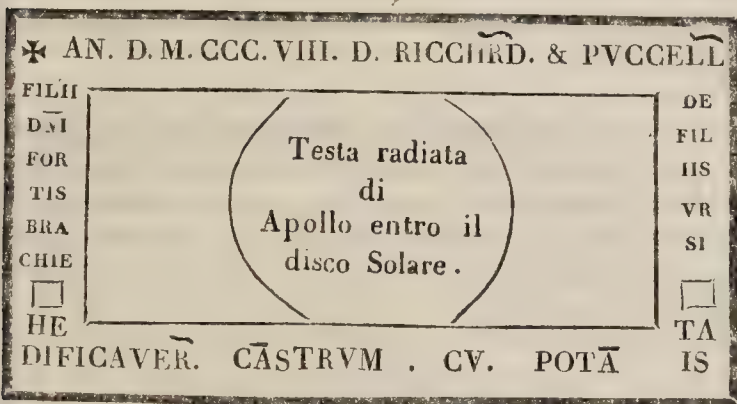 ✠ AN. D. M. CCC. VIII. D. RICCHRD. & PVCCELL
FILII
DNI
FOR
TIS
BRA
CHIE
HE
Testa radiata
di
Apollo entro il
disco Solare.
DE
FIL
IIS
VR
SI
TA
DIFICAVER. CĀSTRVM . CV. POTĀ IS